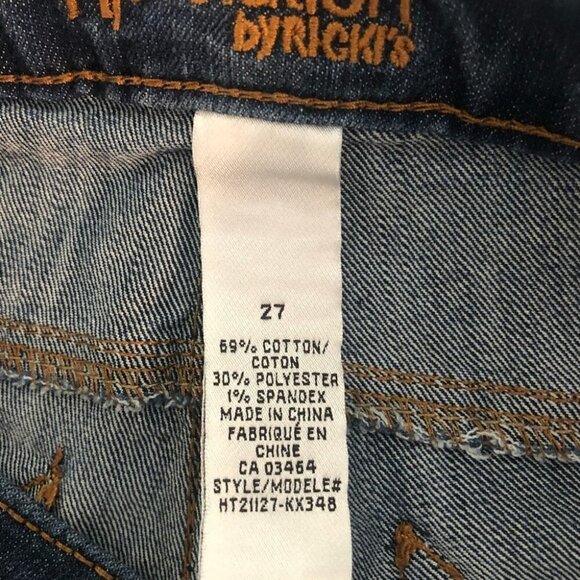 byRICKI'S
27
69% COTTON/
COTON
30% POLYESTER
1% SPANDEX
MADE IN CHINA
FABRIQUÉ EN
CHINE
CA 03464
STYLE/MODELE#
HT21127-KX348